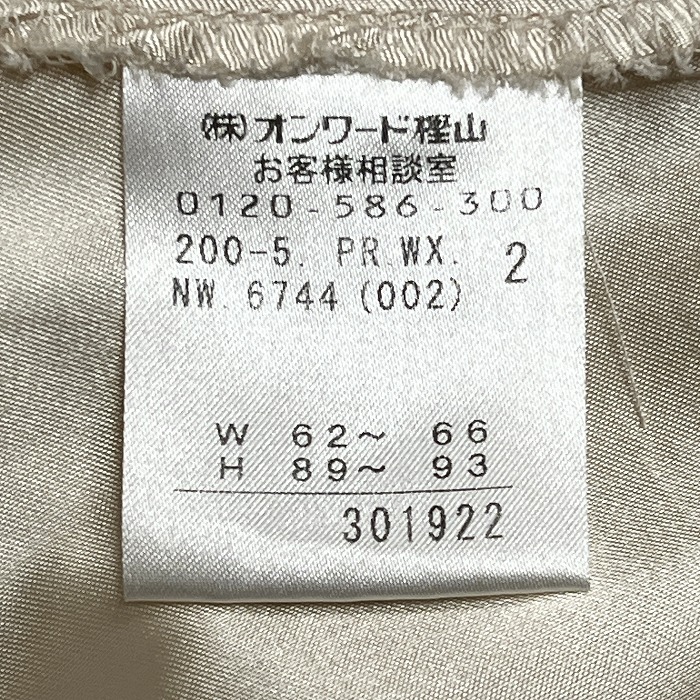 (株)オンワード樫山
お客様相談室
0120-586-300
200-5. PR.WX. 2
NW. 6744 (002)
W 62～ 66
H 89～ 93
301922